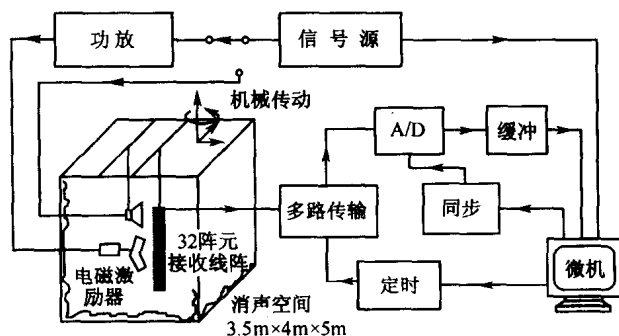 功放
信号源
机械传动
A/D
缓冲
多路传输
同步
32阵元
接收线阵
电磁激
励器
微机
定时
消声空间
3.5m×4m×5m